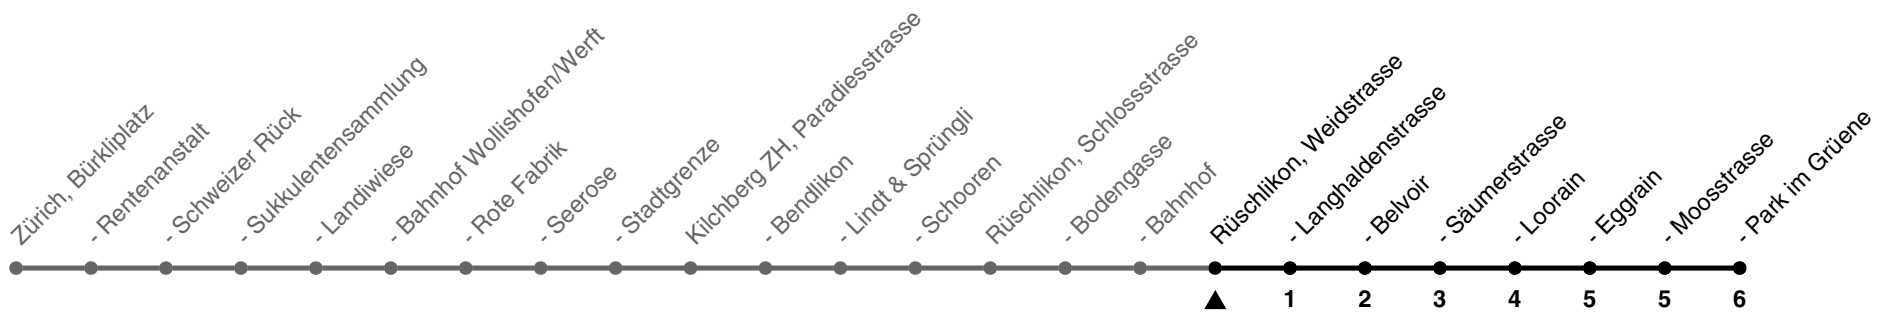 Zürich, Bürkliplatz
- Rentenanstalt
- Schweizer Rück
- Sukkulentensammlung
- Landiwiese
- Bahnhof Wollishofen/Werft
- Rote Fabrik
- Seerose
- Stadtgrenze
Kilchberg ZH, Paradiesstrasse
- Bendlikon
- Lindt & Sprüngli
- Schooren
Rüschlikon, Schlossstrasse
- Bodengasse
- Bahnhof
Rüschlikon, Weidstrasse
- Langhaldenstrasse
- Belvoir
- Säumerstrasse
- Loorain
- Eggrain
- Moosstrasse
- Park im Grüene
1 2 3 4 5 5 6